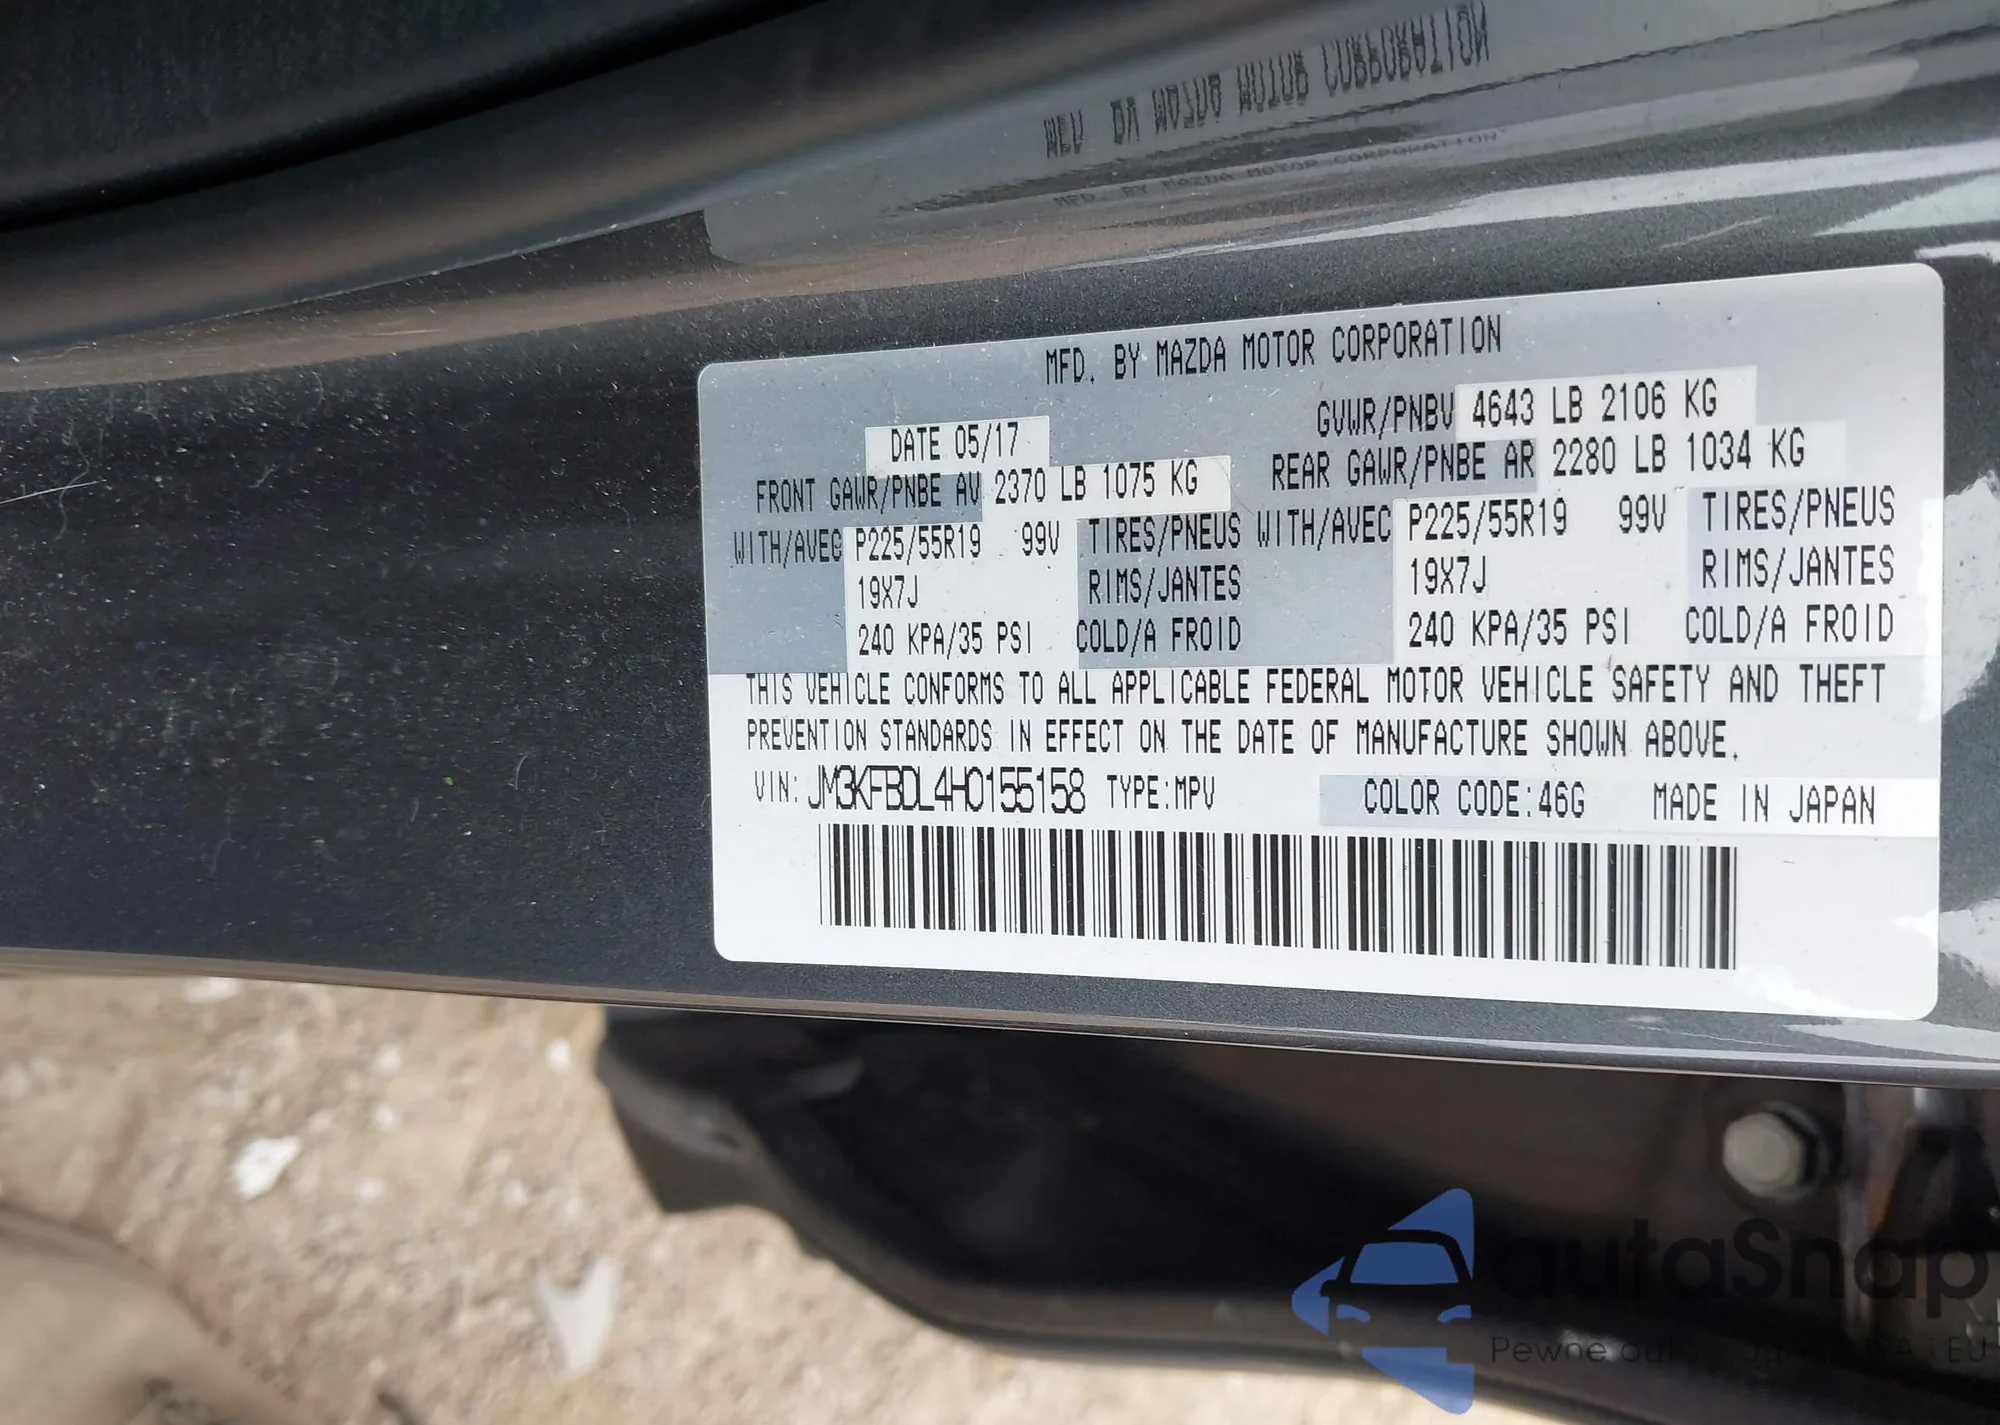 MFD. BY MAZDA MOTOR CORPORATION
MFD. BY MAZDA MOTOR CORPORATION
DATE 05/17 GVWR/PNBV 4643 LB 2106 KG
FRONT GAWR/PNBE AV 2370 LB 1075 KG REAR GAWR/PNBE AR 2280 LB 1034 KG
WITH/AVEC P225/55R19 99V TIRES/PNEUS WITH/AVEC P225/55R19 99V TIRES/PNEUS
19X7J RIMS/JANTES 19X7J RIMS/JANTES
240 KPA/35 PSI COLD/A FROID 240 KPA/35 PSI COLD/A FROID
THIS VEHICLE CONFORMS TO ALL APPLICABLE FEDERAL MOTOR VEHICLE SAFETY AND THEFT
PREVENTION STANDARDS IN EFFECT ON THE DATE OF MANUFACTURE SHOWN ABOVE.
VIN: JM3KFBDL4H0155158 TYPE:MPV COLOR CODE:46G MADE IN JAPAN
autoSnap
Pewne auta i EU